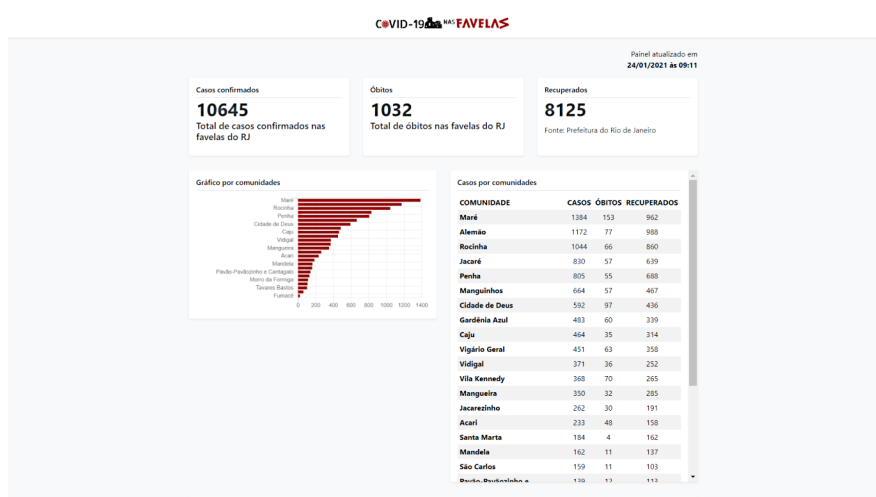 COVID-19 NAS FAVELAS
Painel atualizado em
24/01/2021 às 09:11
Casos confirmados
10645
Total de casos confirmados nas
favelas do RJ
Óbitos
1032
Total de óbitos nas favelas do RJ
Recuperados
8125
Fonte: Prefeitura do Rio de Janeiro
Gráfico por comunidades
Maré
Rocinha
Penha
Cidade de Deus
Caju
Vidigal
Mangueira
Acari
Mandela
Pavão-Pavãozinho e Cantagalo
Morro da Formiga
Tavares Bastos
Fumacê
0 200 400 600 800 1000 1200 1400
Casos por comunidades
COMUNIDADE CASOS ÓBITOS RECUPERADOS
Maré 1384 153 962
Alemão 1172 77 988
Rocinha 1044 66 860
Jacaré 830 57 639
Penha 805 55 688
Manguinhos 664 57 467
Cidade de Deus 592 97 436
Gardênia Azul 483 60 339
Caju 464 35 314
Vigário Geral 451 63 358
Vidigal 371 36 252
Vila Kennedy 368 70 265
Mangueira 350 32 285
Jacarezinho 262 30 191
Acari 233 48 158
Santa Marta 184 4 162
Mandela 162 11 137
São Carlos 159 11 103
Pavão-Pavãozinho e 139 12 113